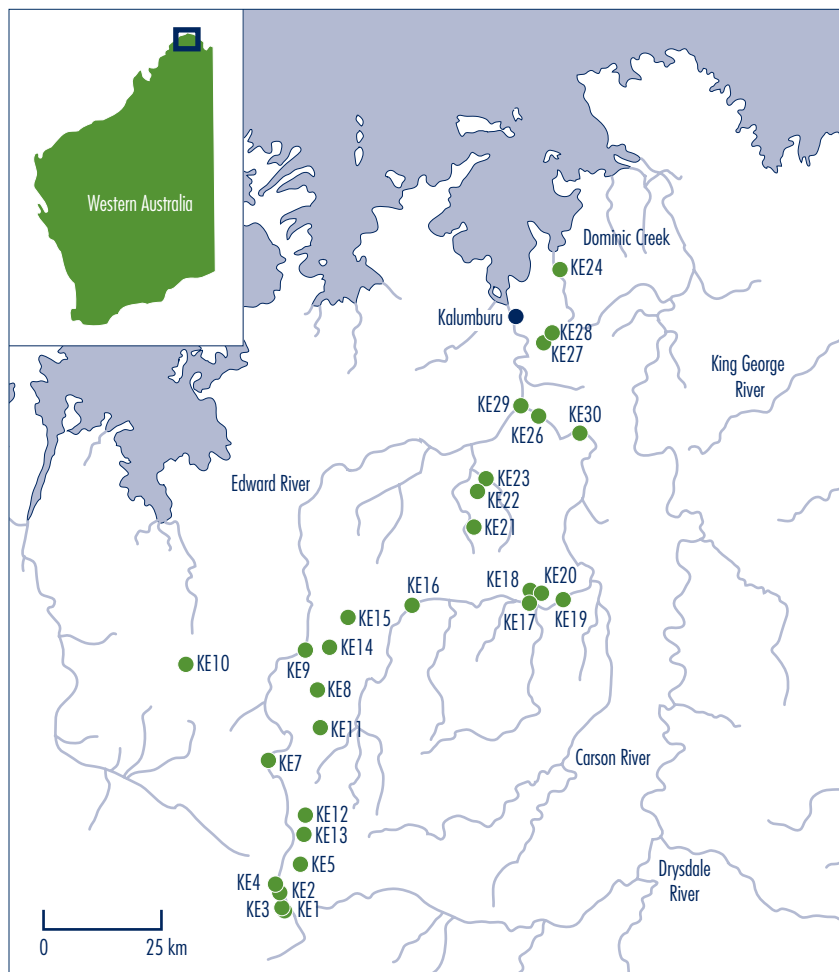 Western Australia
Dominic Creek
KE24
Kalumburu
KE28
KE27
King George
River
KE29
KE26
KE30
Edward River
KE23
KE22
KE21
KE16
KE18
KE20
KE17
KE19
KE15
KE14
KE9
KE10
KE8
KE11
KE7
Carson River
KE12
KE13
KE5
KE4
KE2
KE3
KE1
Drysdale
River
0
25 km